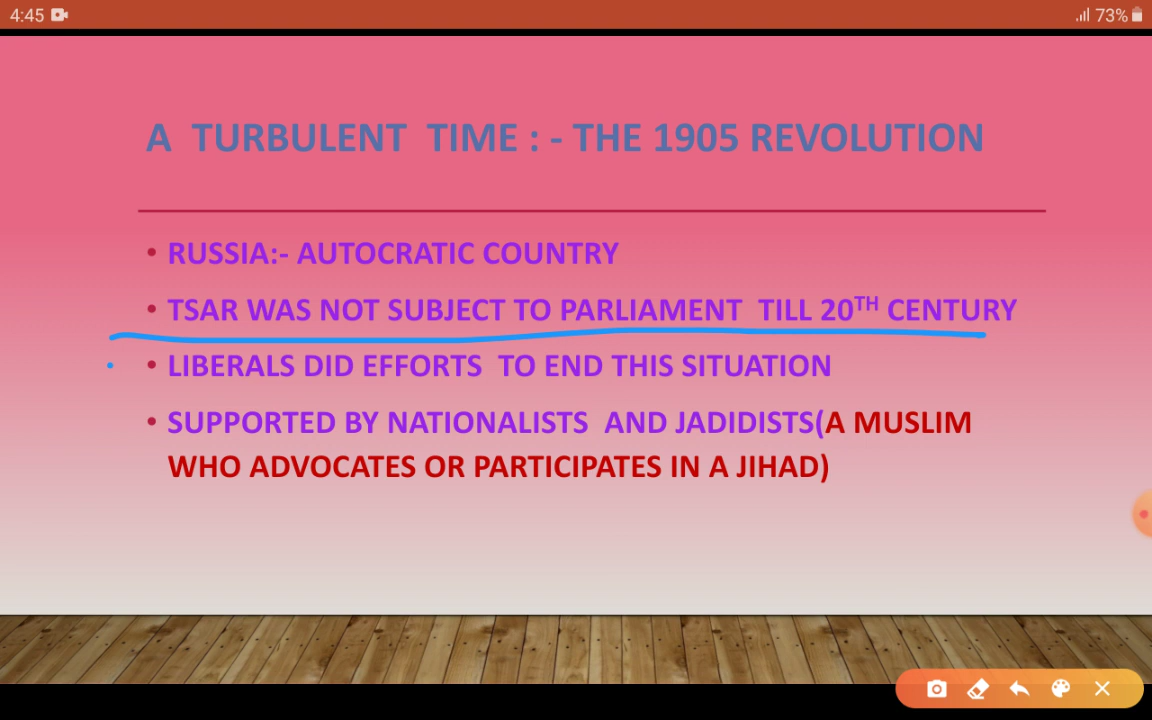 4:45
73%
A TURBULENT TIME : - THE 1905 REVOLUTION
• RUSSIA:- AUTOCRATIC COUNTRY
• TSAR WAS NOT SUBJECT TO PARLIAMENT TILL 20TH CENTURY
• LIBERALS DID EFFORTS TO END THIS SITUATION
• SUPPORTED BY NATIONALISTS AND JADIDISTS(A MUSLIM
WHO ADVOCATES OR PARTICIPATES IN A JIHAD)